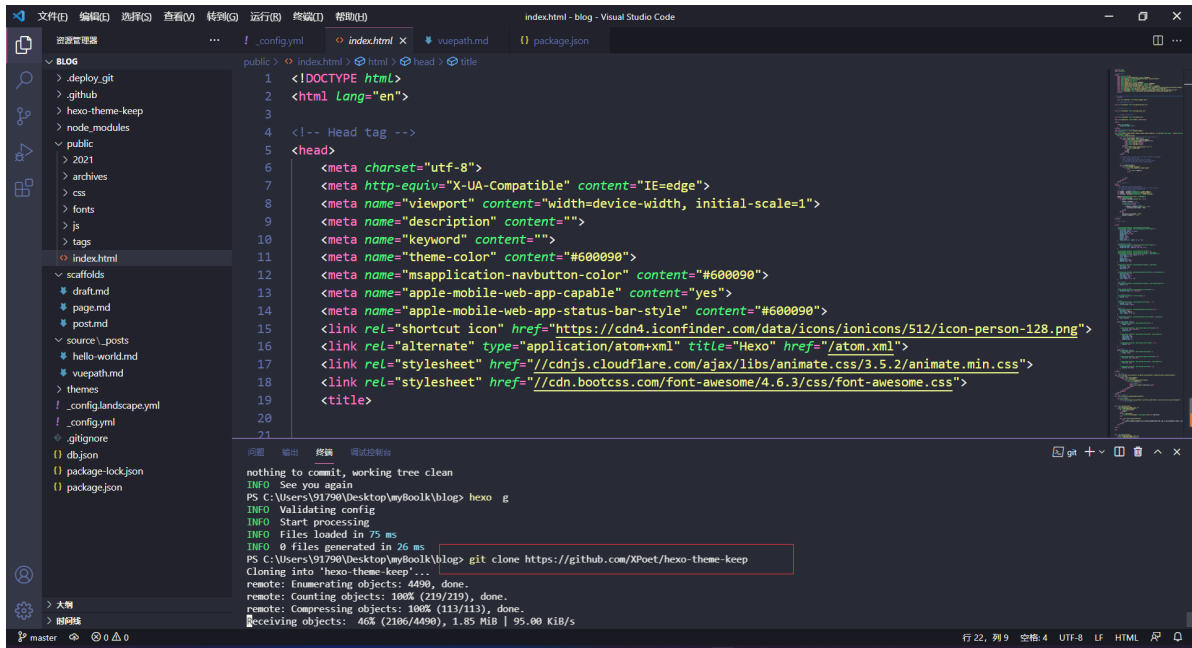 文件(F) 编辑(E) 选择(S) 查看(V) 转到(G) 运行(R) 终端(T) 帮助(H) index.html - blog - Visual Studio Code
资源管理器 ···
BLOG
.deploy_git
.github
hexo-theme-keep
node_modules
public
2021
archives
css
fonts
js
tags
index.html
scaffolds
draft.md
page.md
post.md
source \ _posts
hello-world.md
vuepath.md
themes
_config.landscape.yml
_config.yml
.gitignore
db.json
package-lock.json
package.json
大纲
时间线
! _config.yml <> index.html × vuepath.md {} package.json
public > <> index.html > html > head > title
1 <!DOCTYPE html>
2 <html lang="en">
3
4 <!-- Head tag -->
5 <head>
6 <meta charset="utf-8">
7 <meta http-equiv="X-UA-Compatible" content="IE=edge">
8 <meta name="viewport" content="width=device-width, initial-scale=1">
9 <meta name="description" content="">
10 <meta name="keyword" content="">
11 <meta name="theme-color" content="#600090">
12 <meta name="msapplication-navbutton-color" content="#600090">
13 <meta name="apple-mobile-web-app-capable" content="yes">
14 <meta name="apple-mobile-web-app-status-bar-style" content="#600090">
15 <link rel="shortcut icon" href="https://cdn4.iconfinder.com/data/icons/ionicons/512/icon-person-128.png">
16 <link rel="alternate" type="application/atom+xml" title="Hexo" href="/atom.xml">
17 <link rel="stylesheet" href="//cdnjs.cloudflare.com/ajax/libs/animate.css/3.5.2/animate.min.css">
18 <link rel="stylesheet" href="//cdn.bootcss.com/font-awesome/4.6.3/css/font-awesome.css">
19 <title>
20
21
问题 输出 终端 调试控制台 git
nothing to commit, working tree clean
INFO See you again
PS C:\Users\91790\Desktop\myBoolk\blog> hexo g
INFO Validating config
INFO Start processing
INFO Files loaded in 75 ms
INFO 0 files generated in 26 ms
PS C:\Users\91790\Desktop\myBoolk\blog> git clone https://github.com/XPoet/hexo-theme-keep
Cloning into 'hexo-theme-keep'...
remote: Enumerating objects: 4490, done.
remote: Counting objects: 100% (219/219), done.
remote: Compressing objects: 100% (113/113), done.
Receiving objects: 46% (2106/4490), 1.85 MiB | 95.00 KiB/s
master 0 0 行 22, 列 9 空格: 4 UTF-8 LF HTML